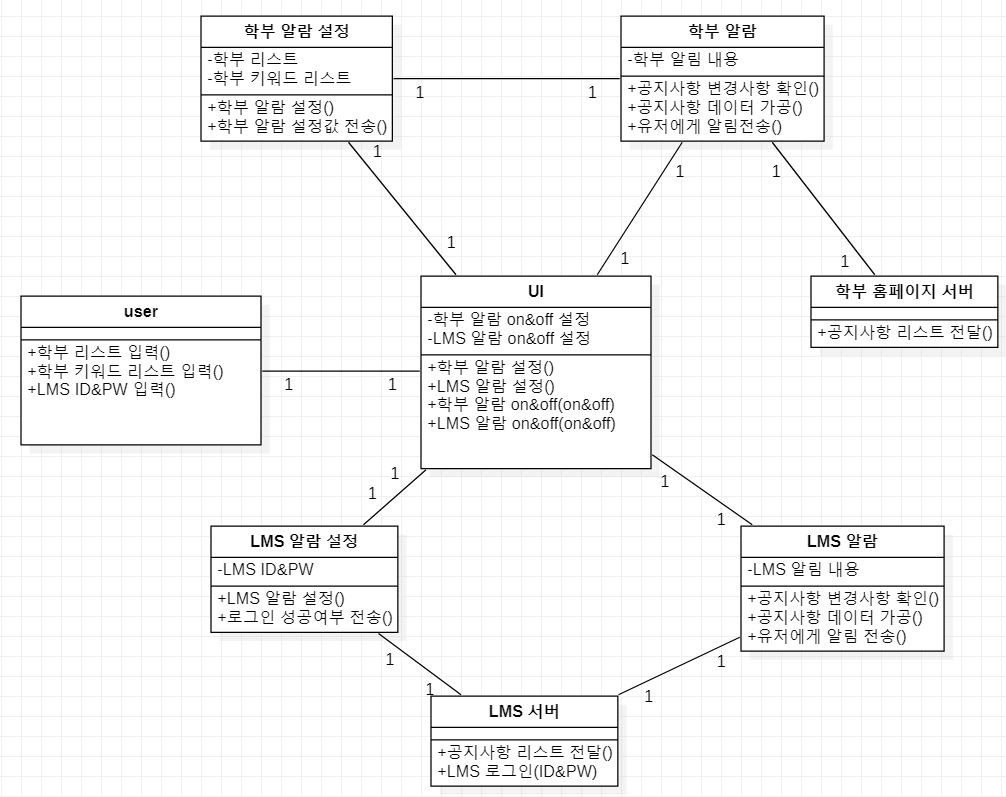 학부 알람 설정
-학부 리스트
-학부 키워드 리스트
+학부 알람 설정()
+학부 알람 설정값 전송()
학부 알람
-학부 알림 내용
+공지사항 변경사항 확인()
+공지사항 데이터 가공()
+유저에게 알림전송()
1
1
1
1
1
1
1
1
학부 홈페이지 서버
+공지사항 리스트 전달()
user
+학부 리스트 입력()
+학부 키워드 리스트 입력()
+LMS ID&PW 입력()
1
1
UI
-학부 알람 on&off 설정
-LMS 알람 on&off 설정
+학부 알람 설정()
+LMS 알람 설정()
+학부 알람 on&off(on&off)
+LMS 알람 on&off(on&off)
1
1
1
1
LMS 알람 설정
-LMS ID&PW
+LMS 알람 설정()
+로그인 성공여부 전송()
LMS 알람
-LMS 알림 내용
+공지사항 변경사항 확인()
+공지사항 데이터 가공()
+유저에게 알림 전송()
1
1
1
1
LMS 서버
+공지사항 리스트 전달()
+LMS 로그인(ID&PW)